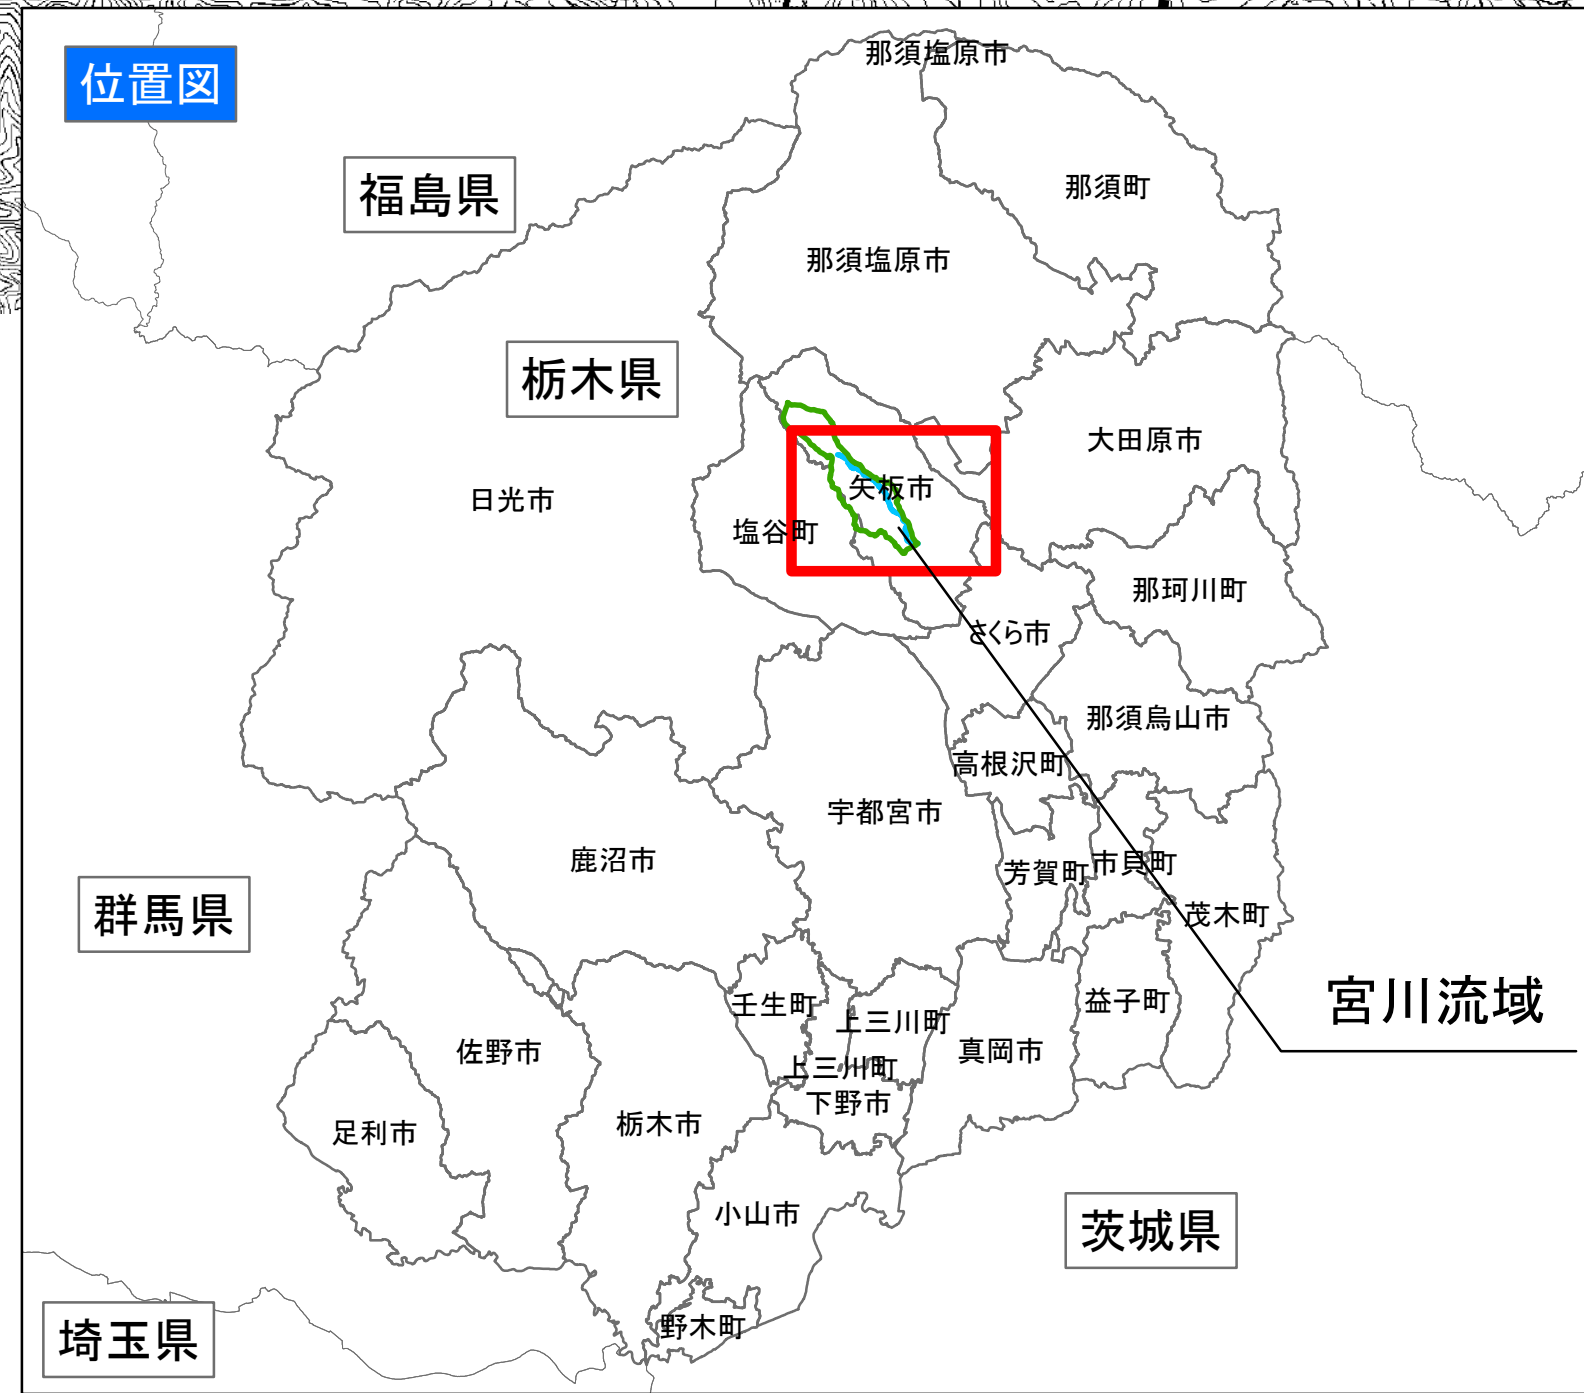 那須塩原市
位置図
福島県
那須町
那須塩原市
栃木県
大田原市
日光市
矢板市
塩谷町
那珂川町
さくら市
那須烏山市
高根沢町
宇都宮市
鹿沼市
芳賀町
市貝町
群馬県
茂木町
宮川流域
壬生町
益子町
上三川町
佐野市
真岡市
上三川町
下野市
栃木市
足利市
小山市
茨城県
野木町
埼玉県